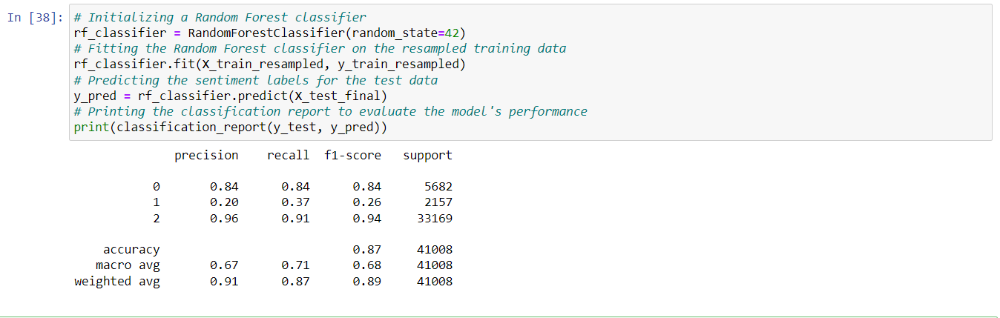 In [38]: # Initializing a Random Forest classifier
rf_classifier = RandomForestClassifier(random_state=42)
# Fitting the Random Forest classifier on the resampled training data
rf_classifier.fit(X_train_resampled, y_train_resampled)
# Predicting the sentiment labels for the test data
y_pred = rf_classifier.predict(X_test_final)
# Printing the classification report to evaluate the model's performance
print(classification_report(y_test, y_pred))
precision recall f1-score support
0 0.84 0.84 0.84 5682
1 0.20 0.37 0.26 2157
2 0.96 0.91 0.94 33169
accuracy 0.87 41008
macro avg 0.67 0.71 0.68 41008
weighted avg 0.91 0.87 0.89 41008